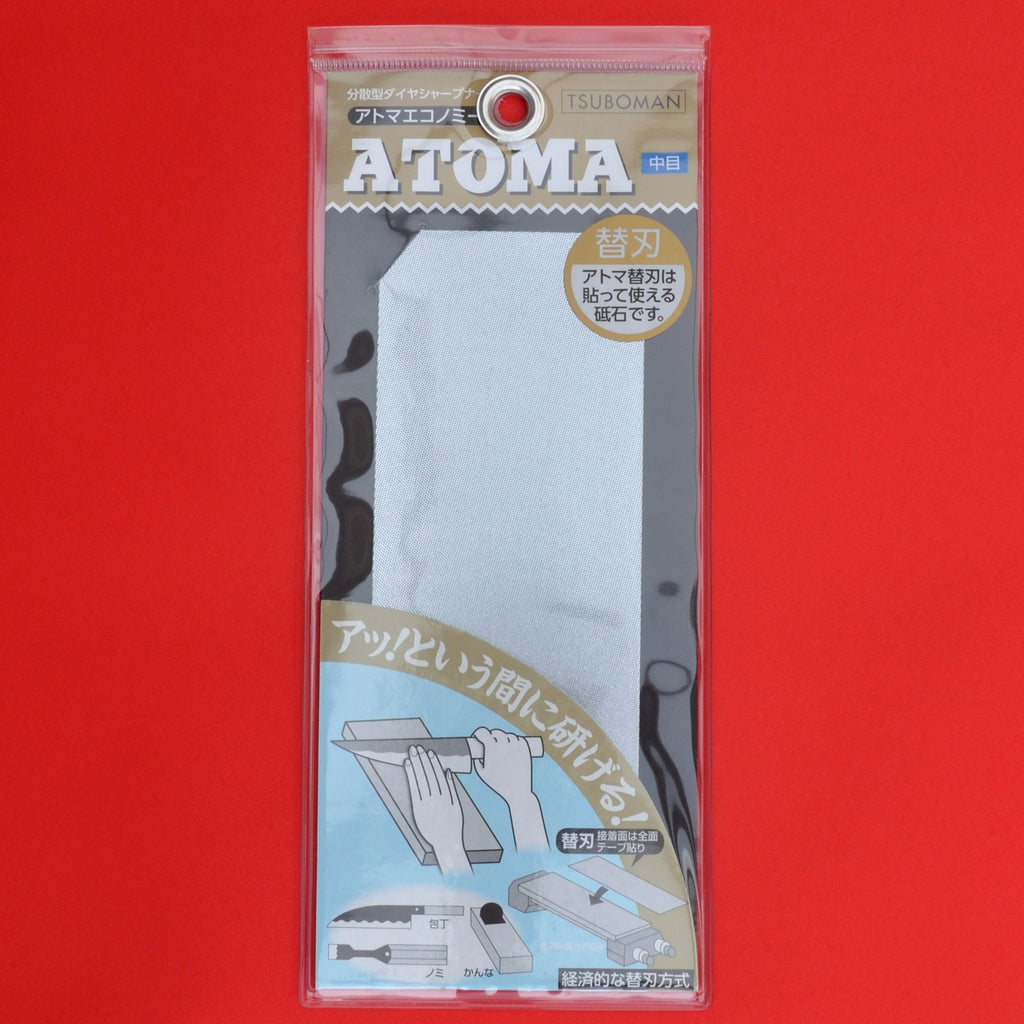 分散型ダイヤシャープナ
TSUBOMAN
アトマエコノミー
ATOMA
中目
替刃
アトマ替刃は
貼って使える
砥石です。
アッ!という間に研げる!
替刃
接着面は全面
テープ貼り
包丁
ノミ
かんな
経済的な替刃方式